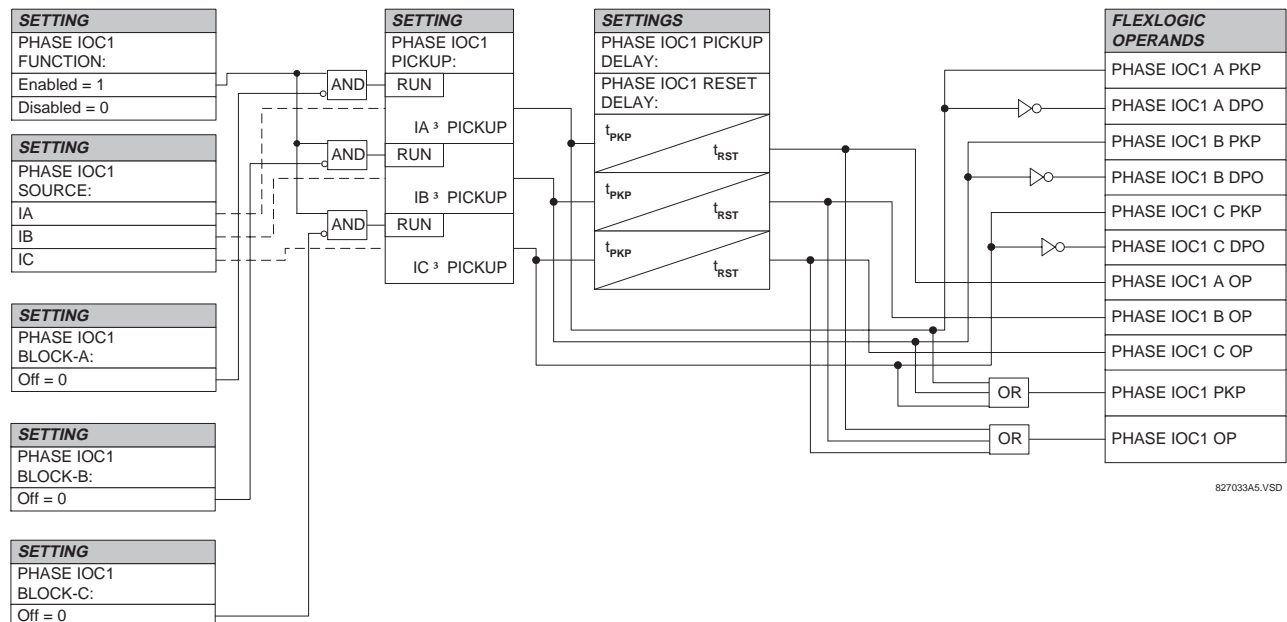 SETTING
PHASE IOC1
FUNCTION:
Enabled = 1
Disabled = 0
SETTING
PHASE IOC1
SOURCE:
IA
IB
IC
SETTING
PHASE IOC1
BLOCK-A:
Off = 0
SETTING
PHASE IOC1
BLOCK-B:
Off = 0
SETTING
PHASE IOC1
BLOCK-C:
Off = 0
AND
AND
AND
SETTING
PHASE IOC1
PICKUP:
RUN
IA ³ PICKUP
RUN
IB ³ PICKUP
RUN
IC ³ PICKUP
SETTINGS
PHASE IOC1 PICKUP
DELAY:
PHASE IOC1 RESET
DELAY:
tPKP
tRST
tPKP
tRST
tPKP
tRST
OR
OR
FLEXLOGIC
OPERANDS
PHASE IOC1 A PKP
PHASE IOC1 A DPO
PHASE IOC1 B PKP
PHASE IOC1 B DPO
PHASE IOC1 C PKP
PHASE IOC1 C DPO
PHASE IOC1 A OP
PHASE IOC1 B OP
PHASE IOC1 C OP
PHASE IOC1 PKP
PHASE IOC1 OP
827033A5.VSD